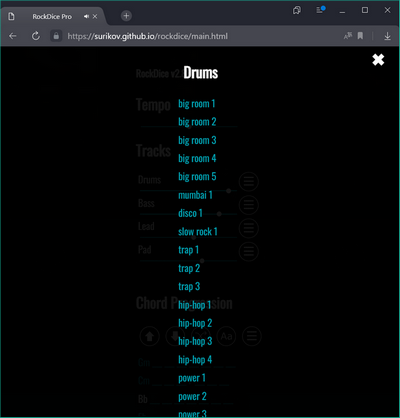 RockDice Pro
https://surikov.github.io/rockdice/main.html
RockDice v2.
Drums
Tempo
Tracks
Drums
Bass
Lead
Pad
Chord Progression
Aa
Bb
big room 1
big room 2
big room 3
big room 4
big room 5
mumbai 1
disco 1
slow rock 1
trap 1
trap 2
trap 3
hip-hop 1
hip-hop 2
hip-hop 3
hip-hop 4
power 1
power 2
power 3